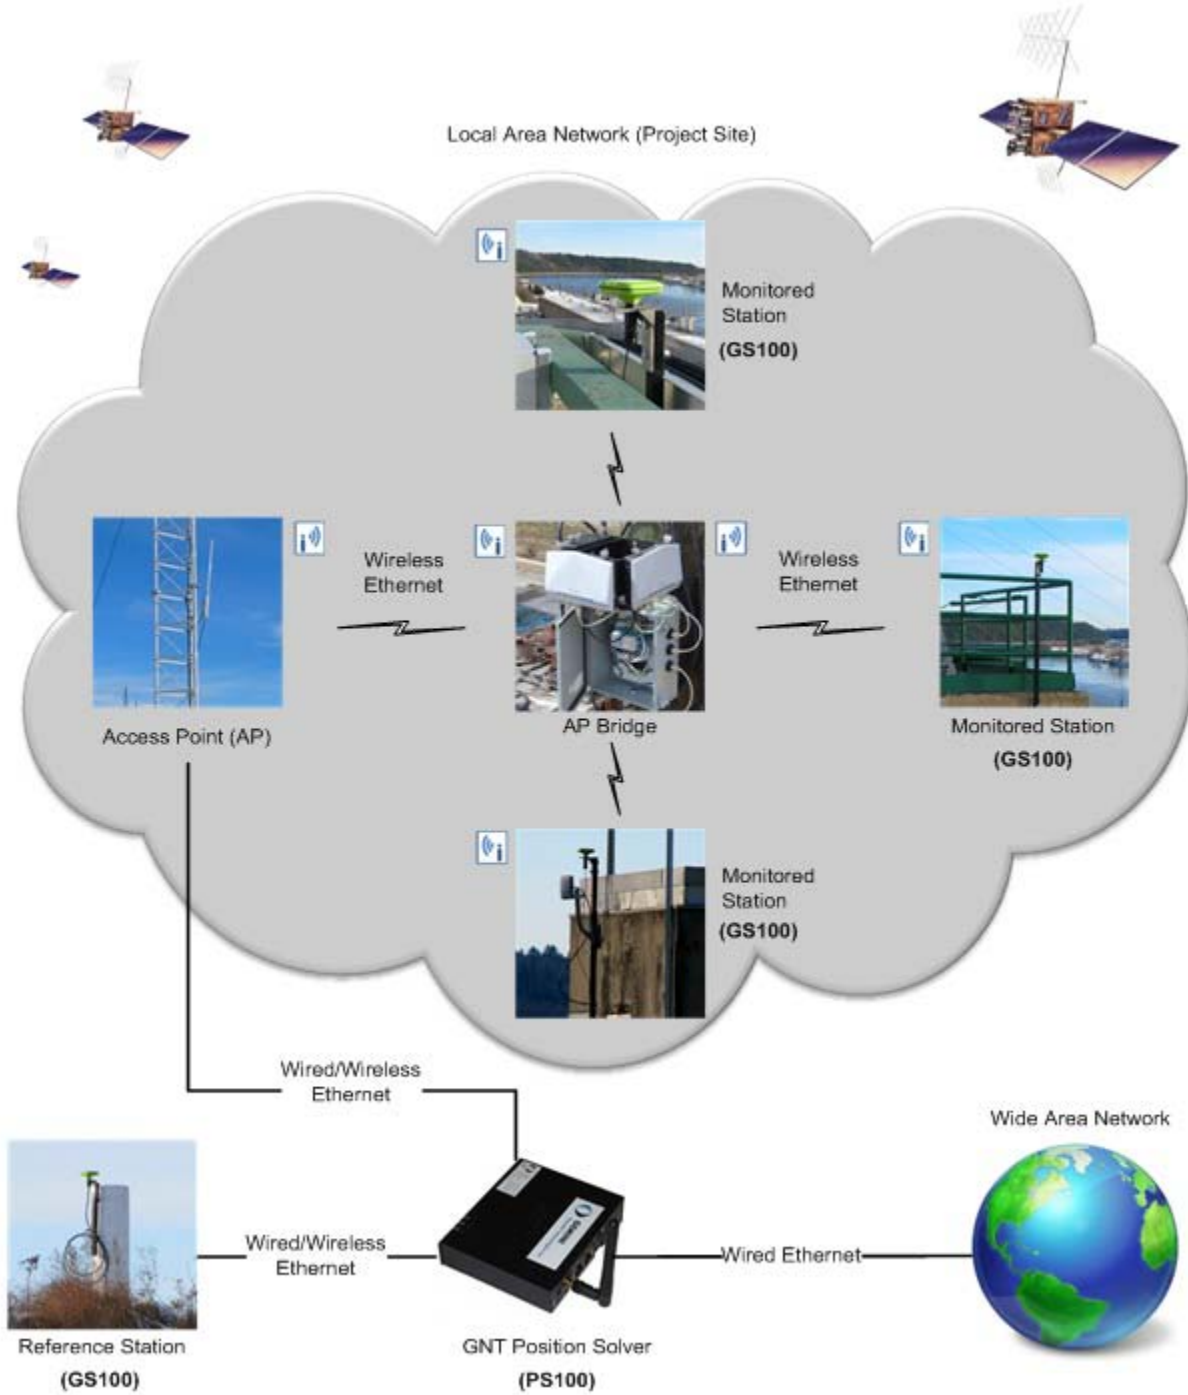 Local Area Network (Project Site)
Monitored
Station
(GS100)
Wireless
Ethernet
Wireless
Ethernet
Access Point (AP)
AP Bridge
Monitored Station
(GS100)
Monitored
Station
(GS100)
Wired/Wireless
Ethernet
Wide Area Network
Wired/Wireless
Ethernet
Wired Ethernet
Reference Station
(GS100)
GNT Position Solver
(PS100)